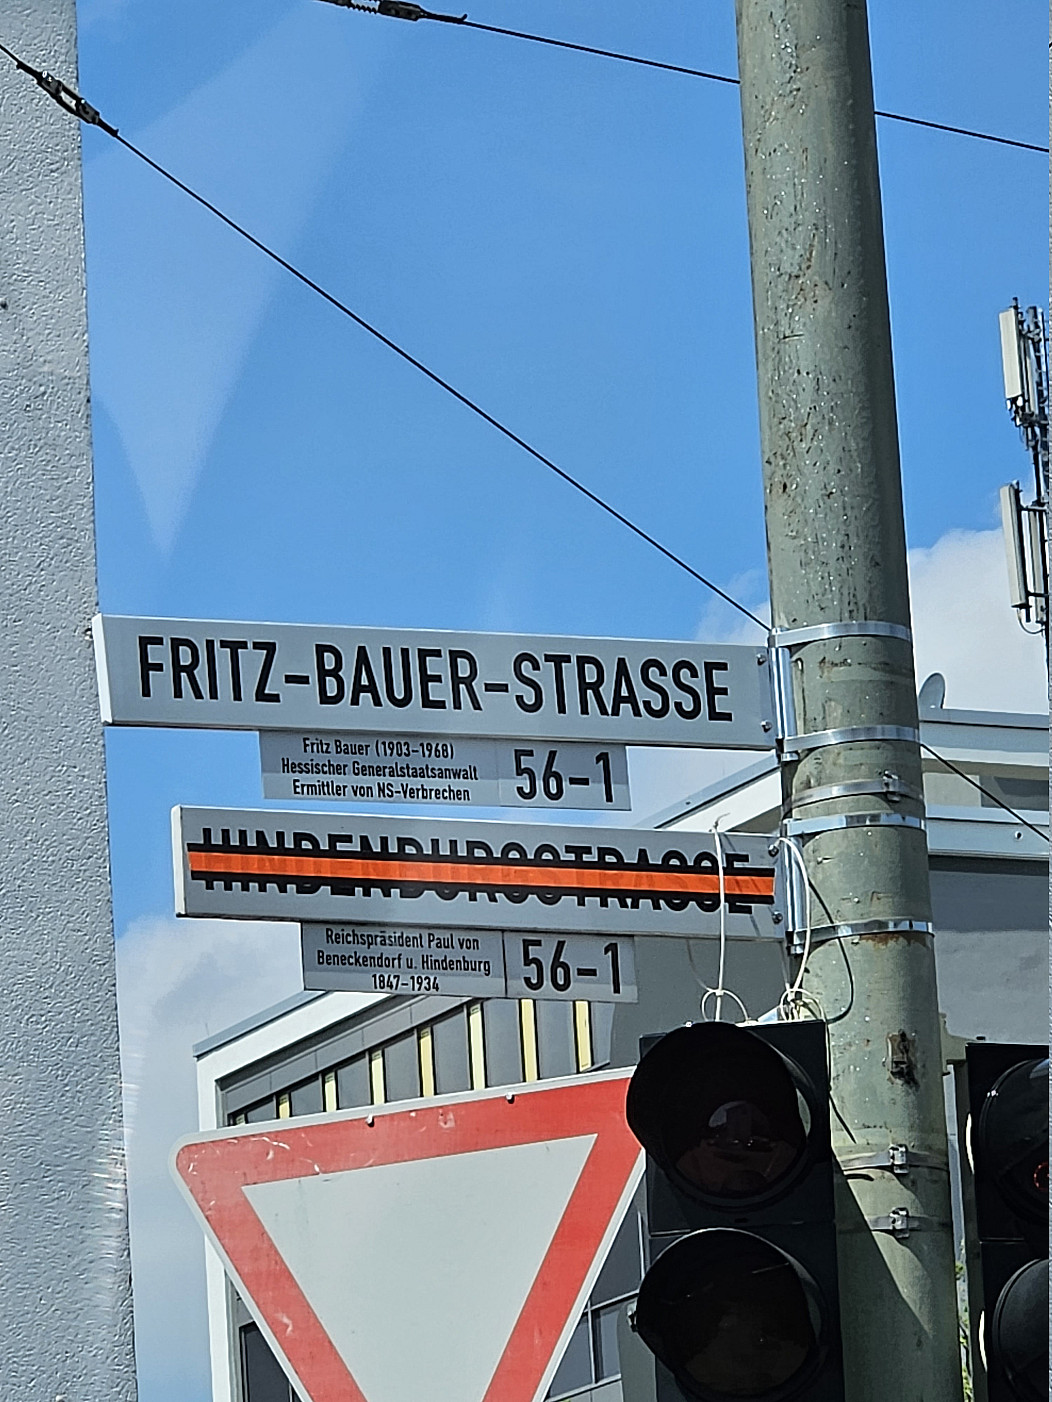 FRITZ-BAUER-STRASSE
Fritz Bauer (1903-1968)
Hessischer Generalstaatsanwalt
Ermittler von NS-Verbrechen
56-1
HINDENBURGSTRASSE
Reichspräsident Paul von
Beneckendorf u. Hindenburg
1847-1934
56-1